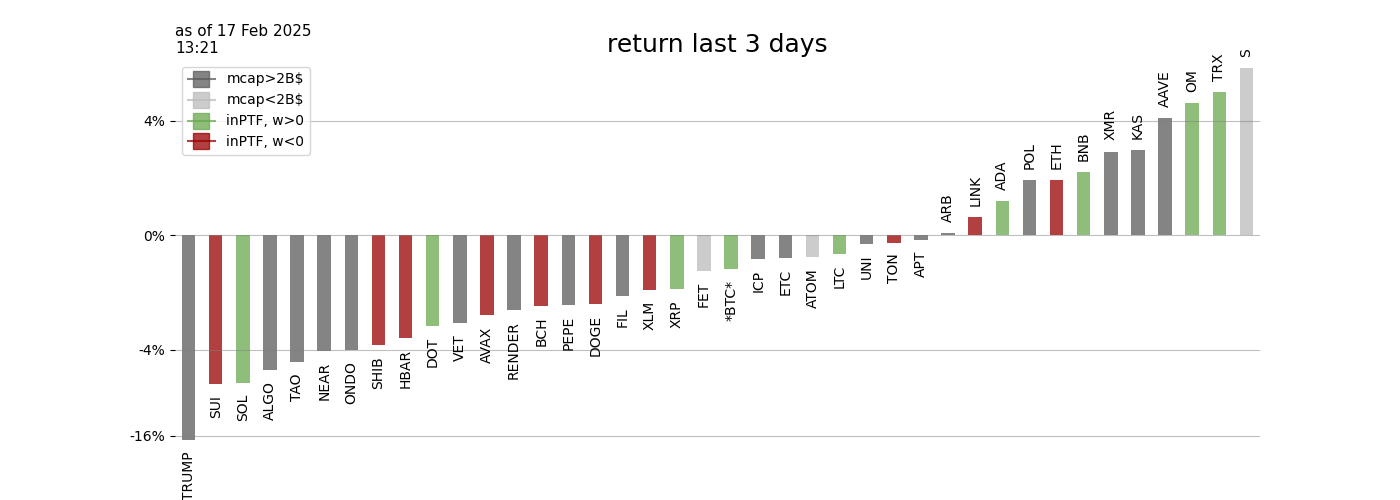 as of 17 Feb 2025
13:21
return last 3 days
mcap>2B$
mcap<2B$
inPTF, w>0
inPTF, w<0
4%
0%
-4%
-16%
TRUMP
SUI
SOL
ALGO
TAO
NEAR
ONDO
SHIB
HBAR
DOT
VET
AVAX
RENDER
BCH
PEPE
DOGE
FIL
XLM
XRP
FET
*BTC*
ICP
ETC
ATOM
LTC
UNI
TON
APT
ARB
LINK
ADA
POL
ETH
BNB
XMR
KAS
AAVE
OM
TRX
S